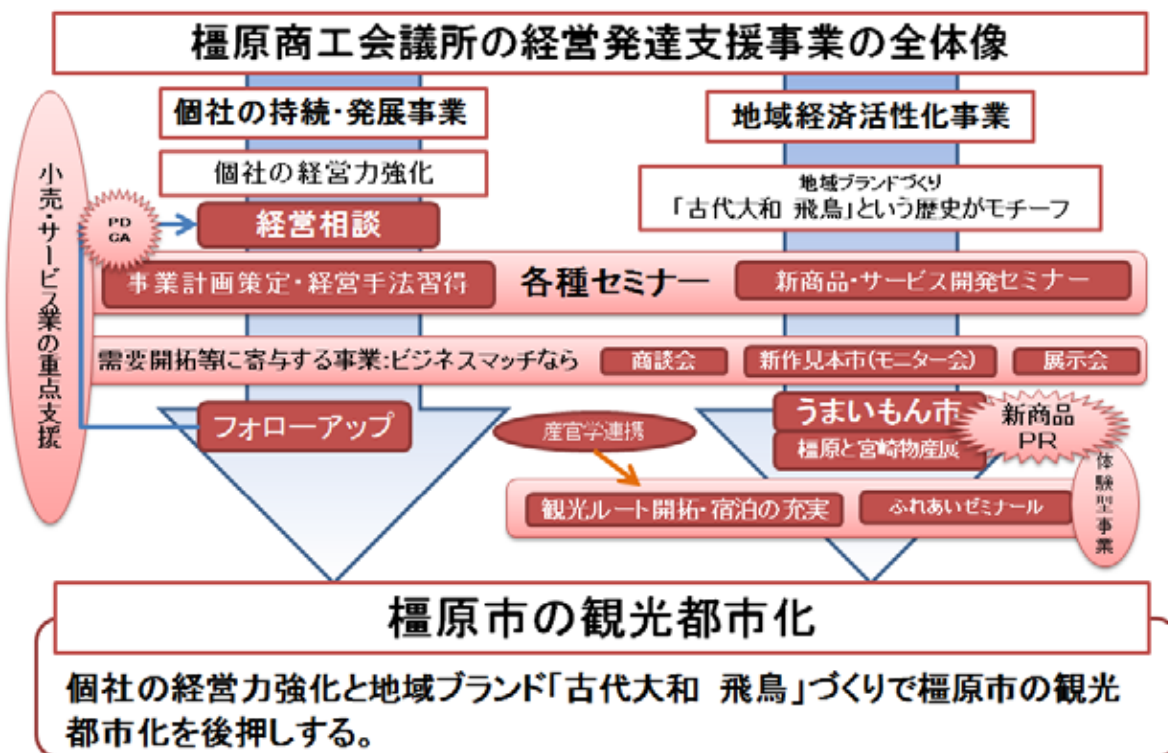 橿原商工会議所の経営発達支援事業の全体像
個社の持続・発展事業
地域経済活性化事業
小売・サービス業の重点支援
個社の経営力強化
地域ブランドづくり
「古代大和 飛鳥」という歴史がモチーフ
PD
CA
経営相談
事業計画策定・経営手法習得
各種セミナー
新商品・サービス開発セミナー
需要開拓等に寄与する事業:ビジネスマッチなら
商談会
新作見本市(モニター会)
展示会
フォローアップ
産官学連携
うまいもん市
橿原と宮崎物産展
新商品
PR
体験型事業
観光ルート開拓・宿泊の充実
ふれあいゼミナール
橿原市の観光都市化
個社の経営力強化と地域ブランド「古代大和 飛鳥」づくりで橿原市の観光
都市化を後押しする。